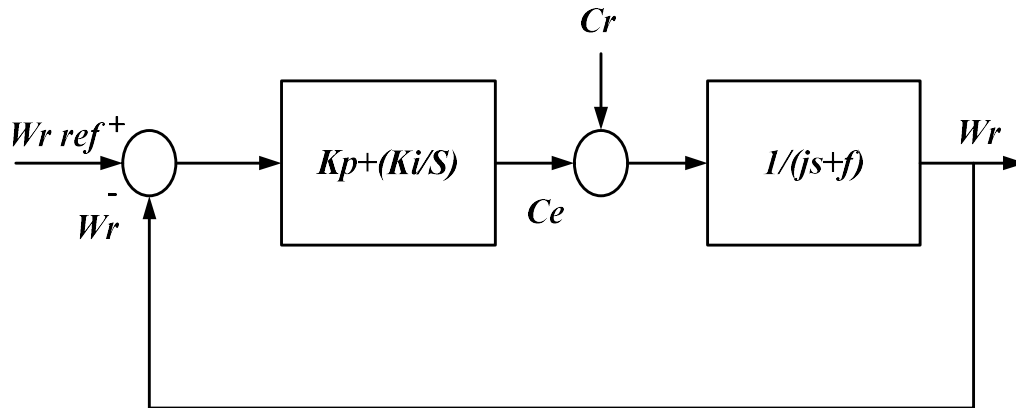 Cr
Wr ref +
-
Wr
Kp+(Ki/S)
Ce
1/(js+f)
Wr